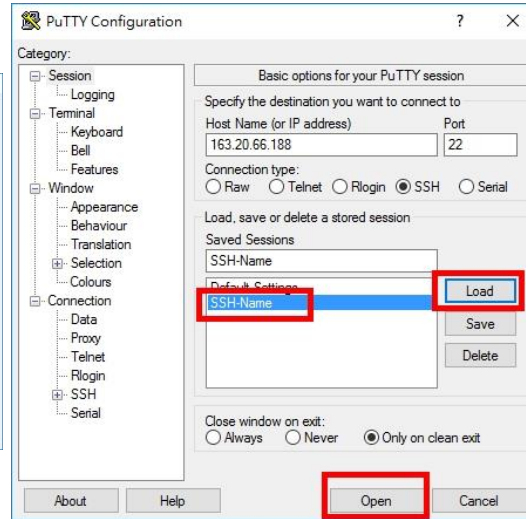 PuTTY Configuration
? ×
Category:
Session
Logging
Terminal
Keyboard
Bell
Features
Window
Appearance
Behaviour
Translation
Selection
Colours
Connection
Data
Proxy
Telnet
Rlogin
SSH
Serial
Basic options for your PuTTY session
Specify the destination you want to connect to
Host Name (or IP address) Port
163.20.66.188 22
Connection type:
Raw Telnet Rlogin SSH Serial
Load, save or delete a stored session
Saved Sessions
SSH-Name
Default Settings
SSH-Name
Load
Save
Delete
Close window on exit:
Always Never Only on clean exit
About Help Open Cancel